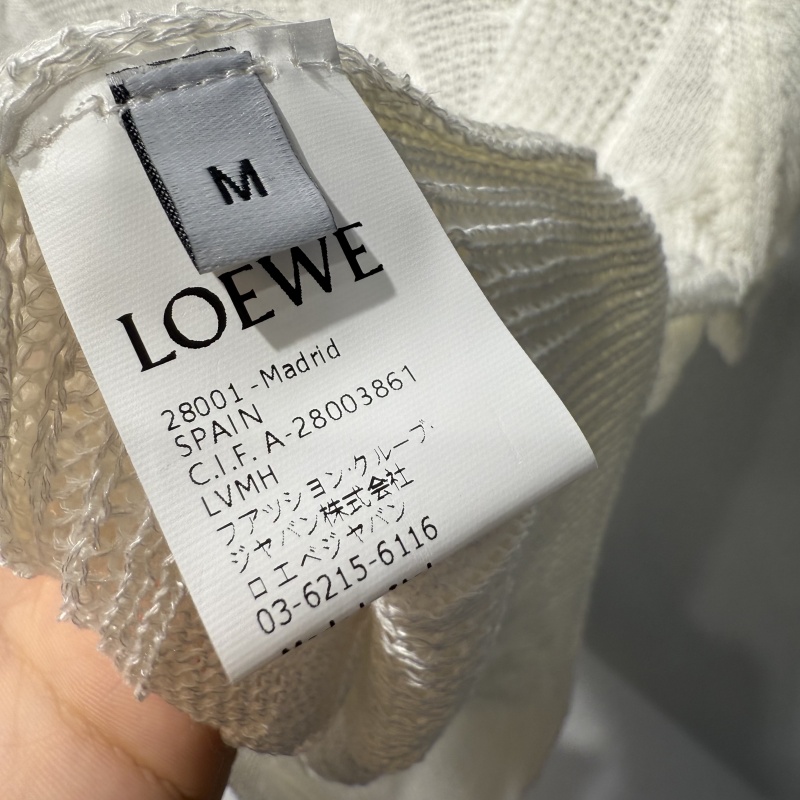 M
LOEWE
28001 - Madrid
SPAIN
C.I.F. A-28003861
LVMH
ファッション・グループ・
ジャパン株式会社
ロエベジャパン
03-6215-6116